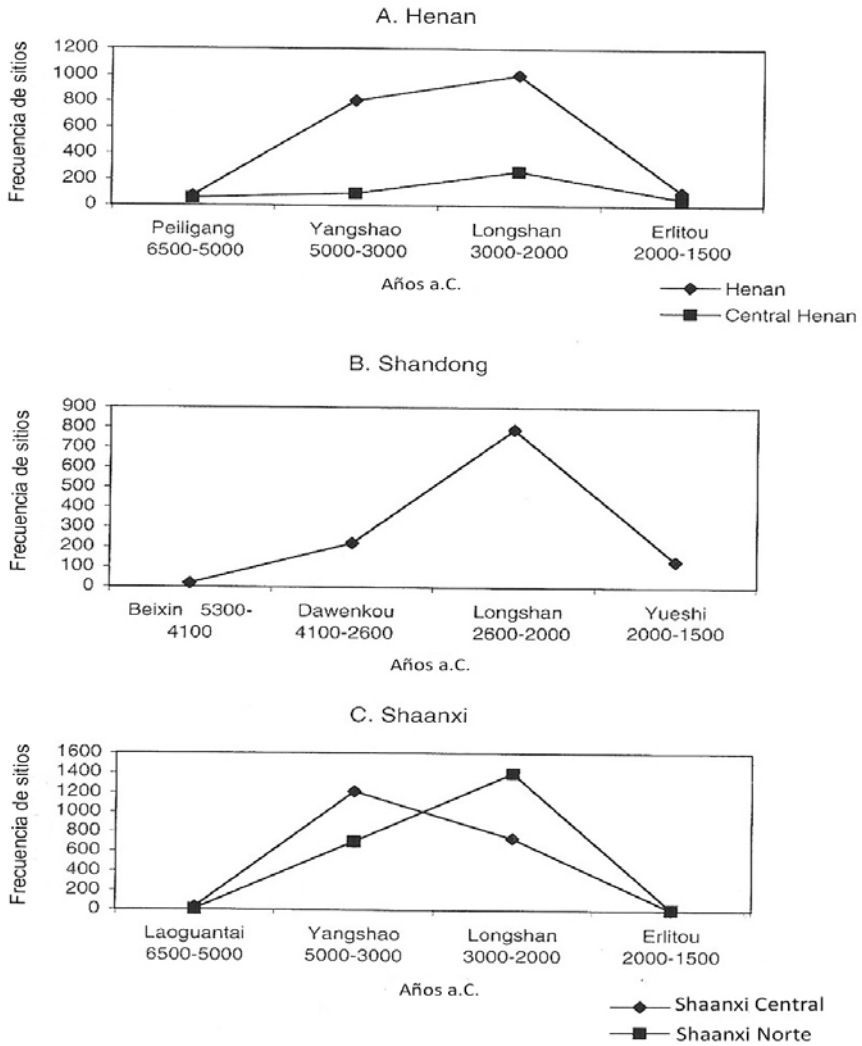 A. Henan
Frecuencia de sitios
1200
1000
800
600
400
200
0
Peiligang Yangshao Longshan Erlitou
6500-5000 5000-3000 3000-2000 2000-1500
Años a.C.
Henan
Central Henan
B. Shandong
Frecuencia de sitios
900
800
700
600
500
400
300
200
100
0
Beixin 5300- Dawenkou Longshan Yueshi
4100 4100-2600 2600-2000 2000-1500
Años a.C.
C. Shaanxi
Frecuencia de sitios
1600
1400
1200
1000
800
600
400
200
0
Laoguantai Yangshao Longshan Erlitou
6500-5000 5000-3000 3000-2000 2000-1500
Años a.C.
Shaanxi Central
Shaanxi Norte